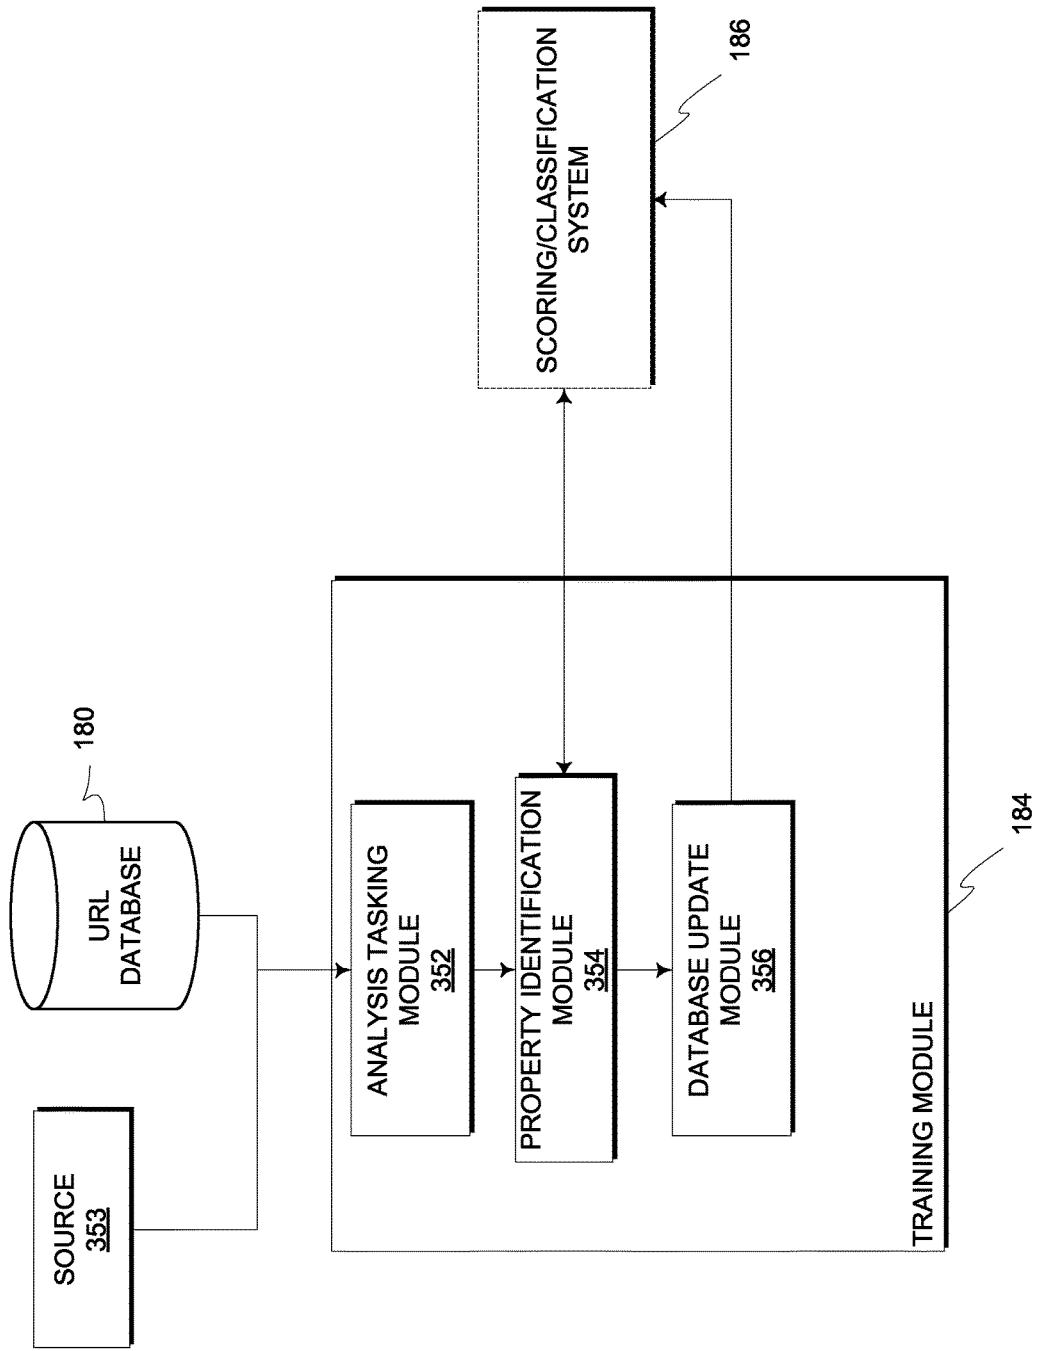 SOURCE
353
URL
DATABASE
180
ANALYSIS TASKING
MODULE
352
PROPERTY IDENTIFICATION
MODULE 354
DATABASE UPDATE
MODULE
356
TRAINING MODULE
184
SCORING/CLASSIFICATION
SYSTEM
186